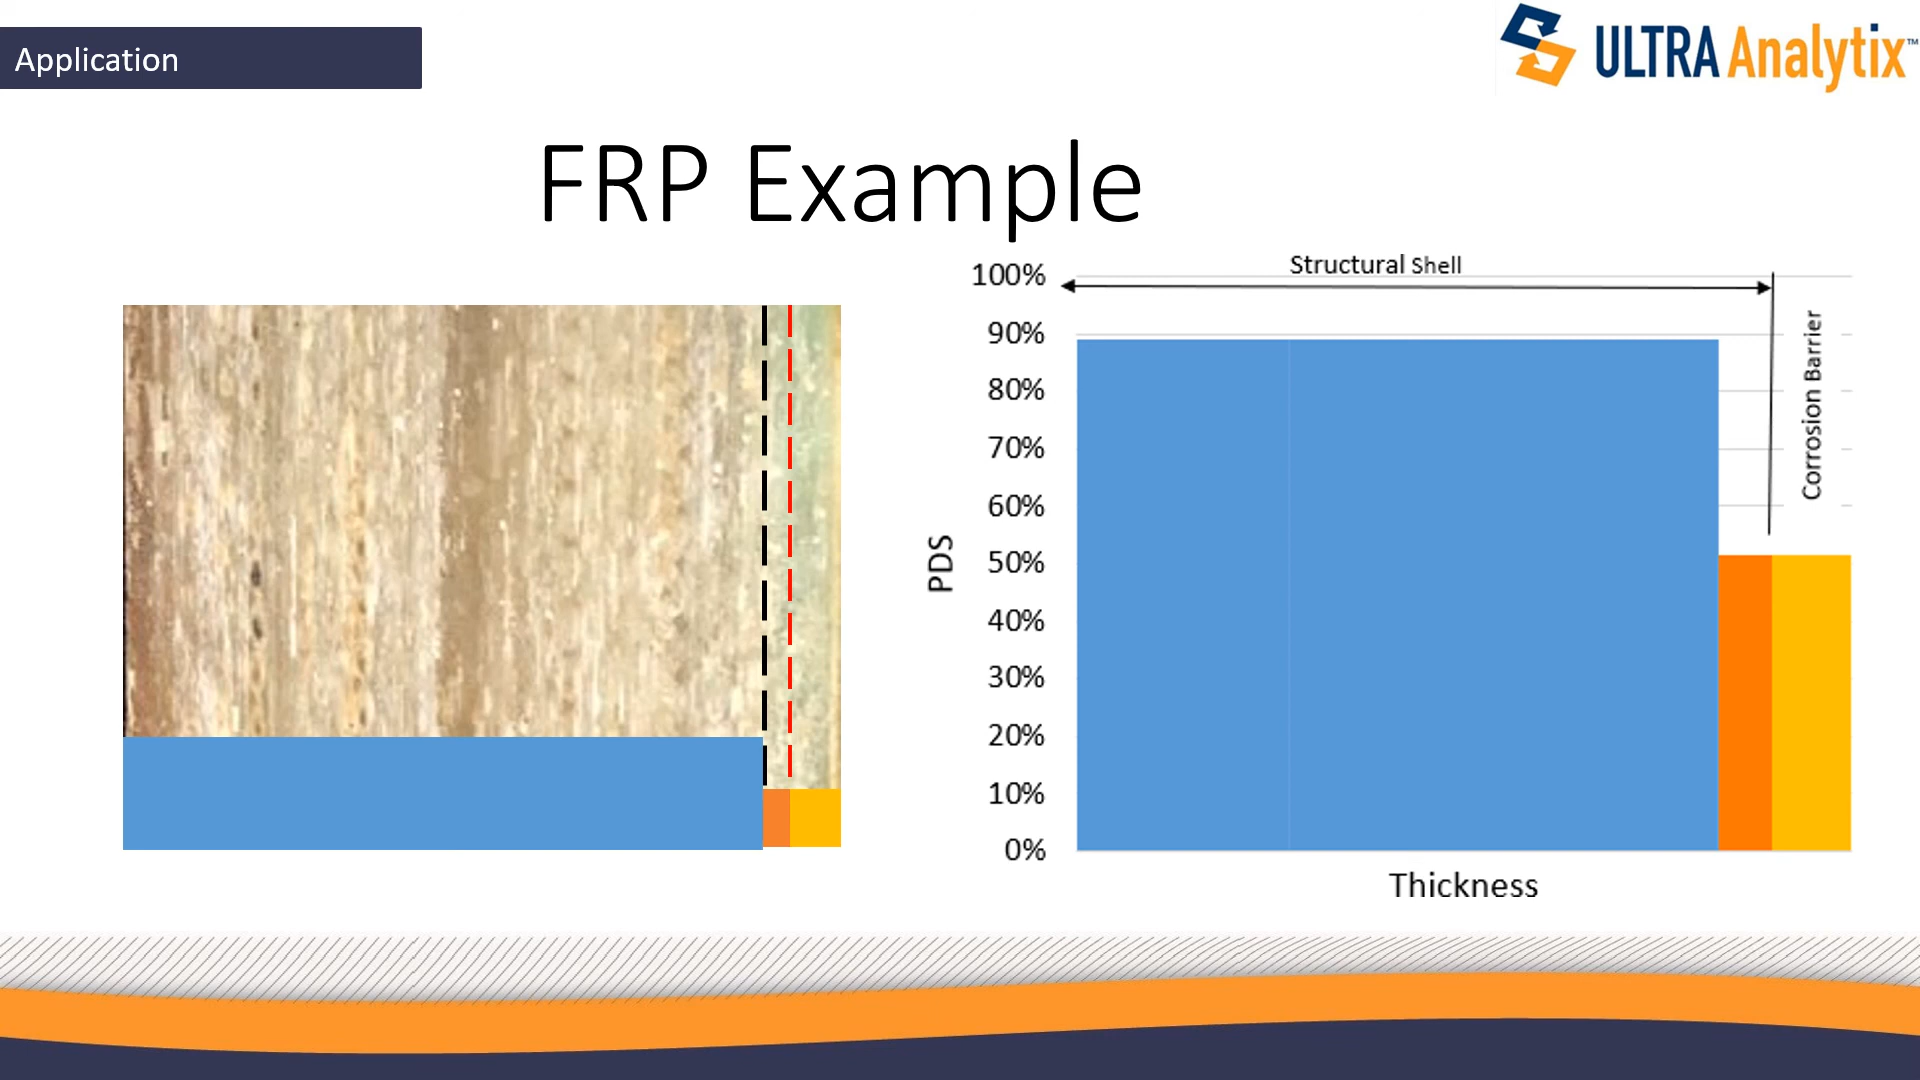 Application
ULTRA Analytix™
FRP Example
Structural Shell
100%
90%
80%
70%
60%
50%
40%
30%
20%
10%
0%
PDS
Corrosion Barrier
Thickness